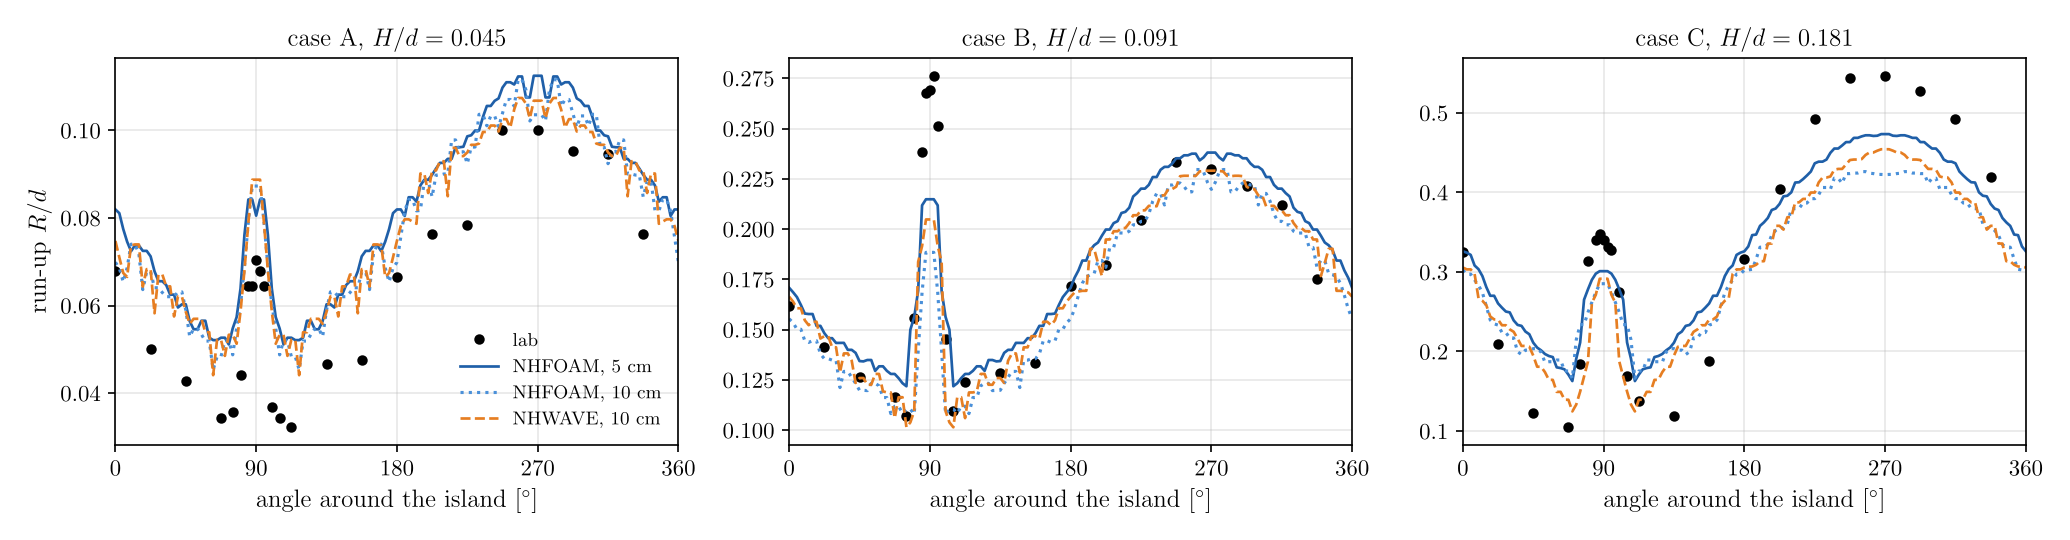 case A, H/d = 0.045
run-up R/d
0.10
0.08
0.06
0.04
0 90 180 270 360
angle around the island [°]
lab
NHFOAM, 5 cm
NHFOAM, 10 cm
NHWAVE, 10 cm
case B, H/d = 0.091
0.275
0.250
0.225
0.200
0.175
0.150
0.125
0.100
0 90 180 270 360
angle around the island [°]
case C, H/d = 0.181
0.5
0.4
0.3
0.2
0.1
0 90 180 270 360
angle around the island [°]